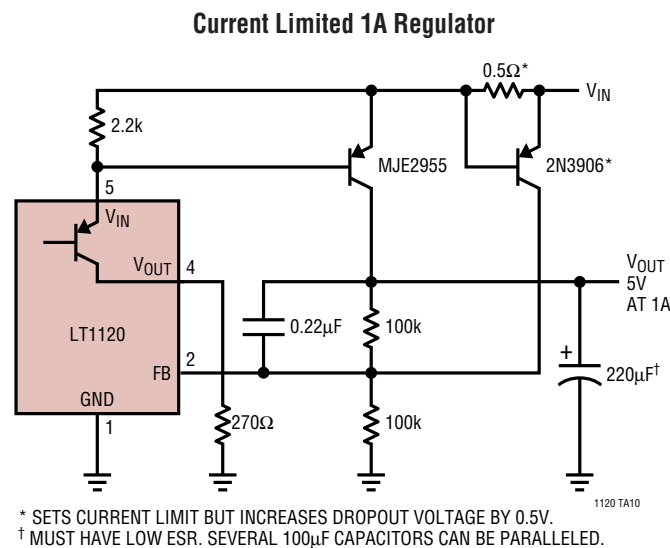 Current Limited 1A Regulator
0.5Ω*
V_IN
2.2k
MJE2955
2N3906*
5
V_IN
V_OUT
4
V_OUT
5V
AT 1A
LT1120
0.22μF
100k
FB
2
220μF†
+
GND
1
270Ω
100k
1120 TA10
* SETS CURRENT LIMIT BUT INCREASES DROPOUT VOLTAGE BY 0.5V.
† MUST HAVE LOW ESR. SEVERAL 100μF CAPACITORS CAN BE PARALLELED.